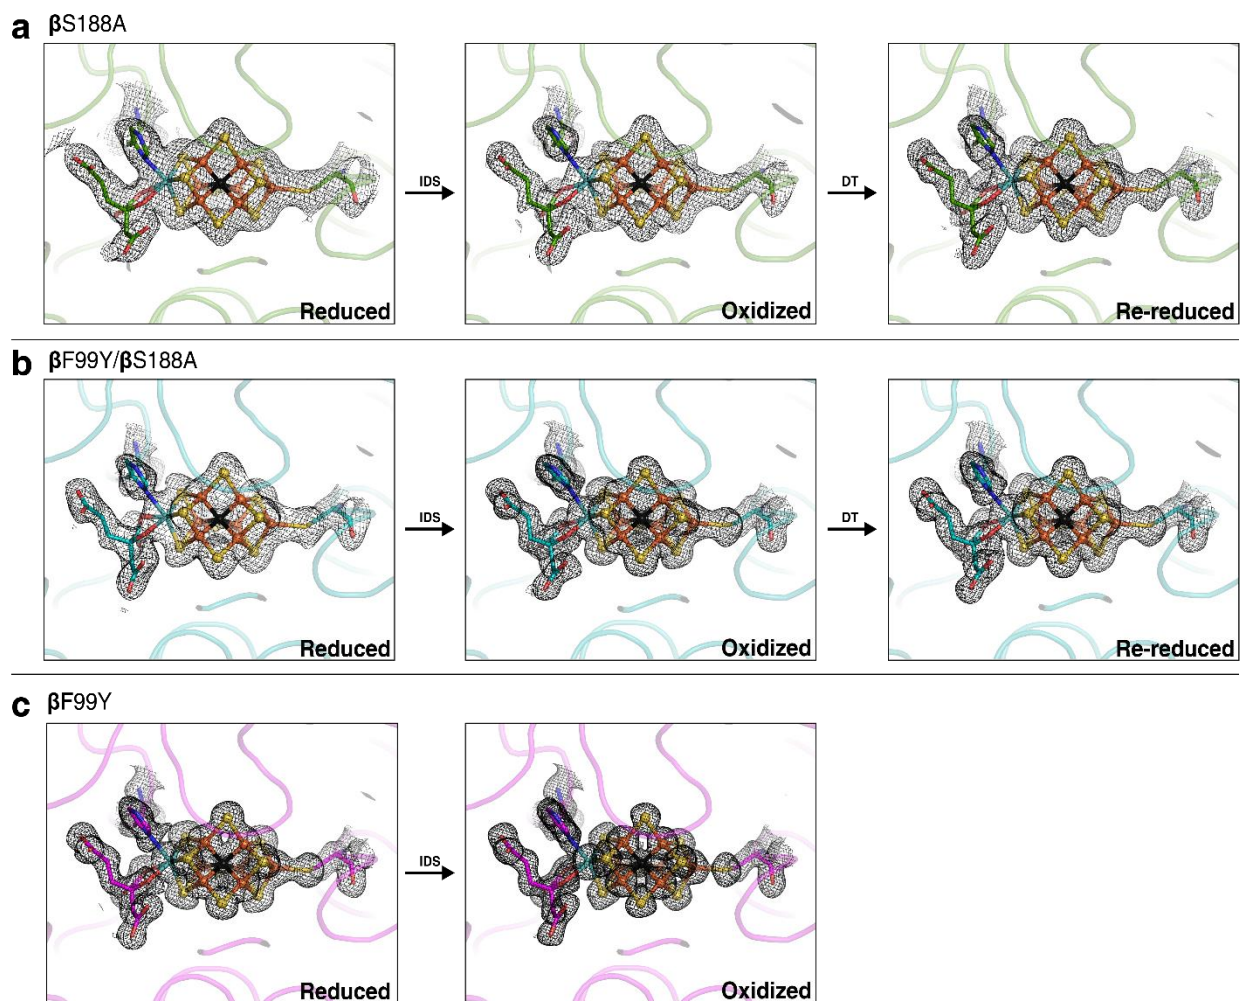 a βS188A
Reduced
IDS
Oxidized
DT
Re-reduced
b βF99Y/βS188A
Reduced
IDS
Oxidized
DT
Re-reduced
c βF99Y
Reduced
IDS
Oxidized